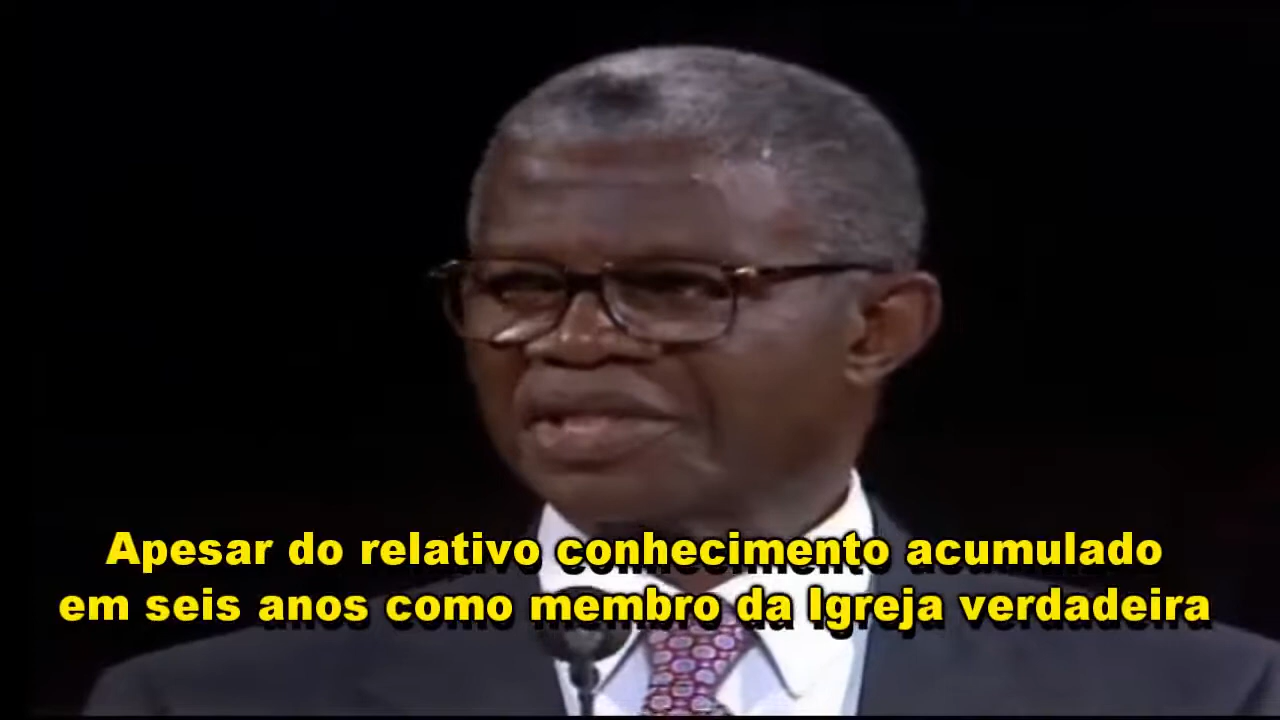 Apesar do relativo conhecimento acumulado
em seis anos como membro da Igreja verdadeira